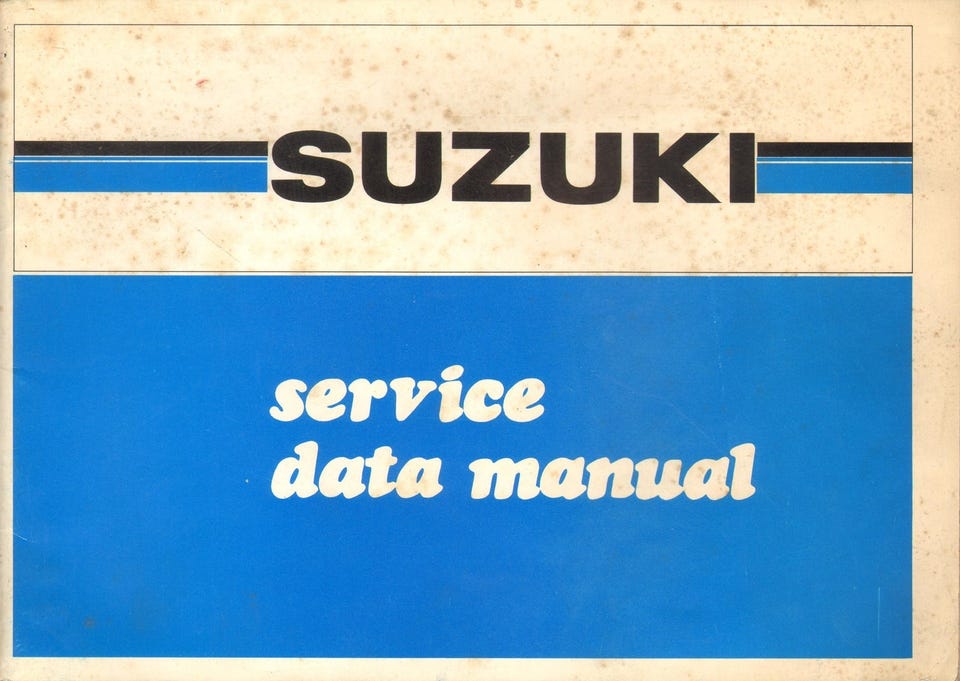 SUZUKI
service
data manual